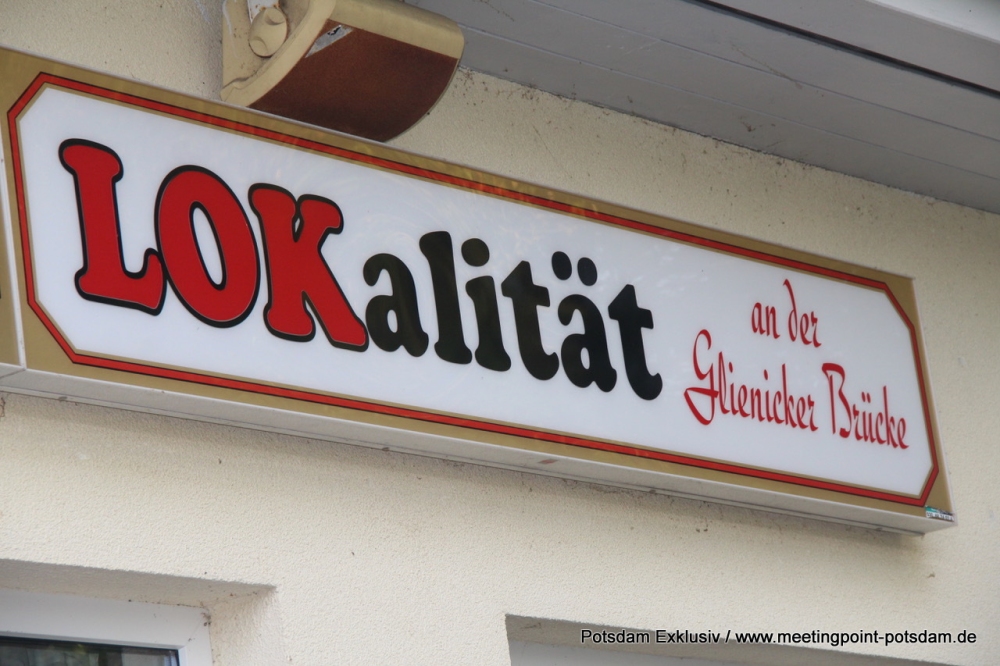 LOKalität
an der
Glienicker Brücke
Potsdam Exklusiv / www.meetingpoint-potsdam.de